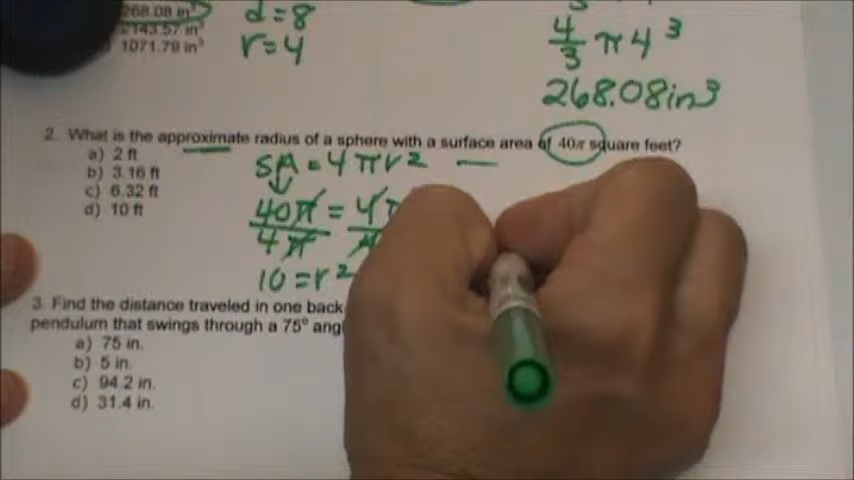 268.08 in³
2143.57 in³
1071.79 in³
d = 8
r = 4
4/3 π 4³
268.08 in³
2. What is the approximate radius of a sphere with a surface area of 40π square feet?
a) 2 ft
b) 3.16 ft
c) 6.32 ft
d) 10 ft
SA = 4πr²
40π = 4
4π
10 = r²
3. Find the distance traveled in one back
pendulum that swings through a 75°
a) 75 in.
b) 5 in.
c) 94.2 in.
d) 31.4 in.